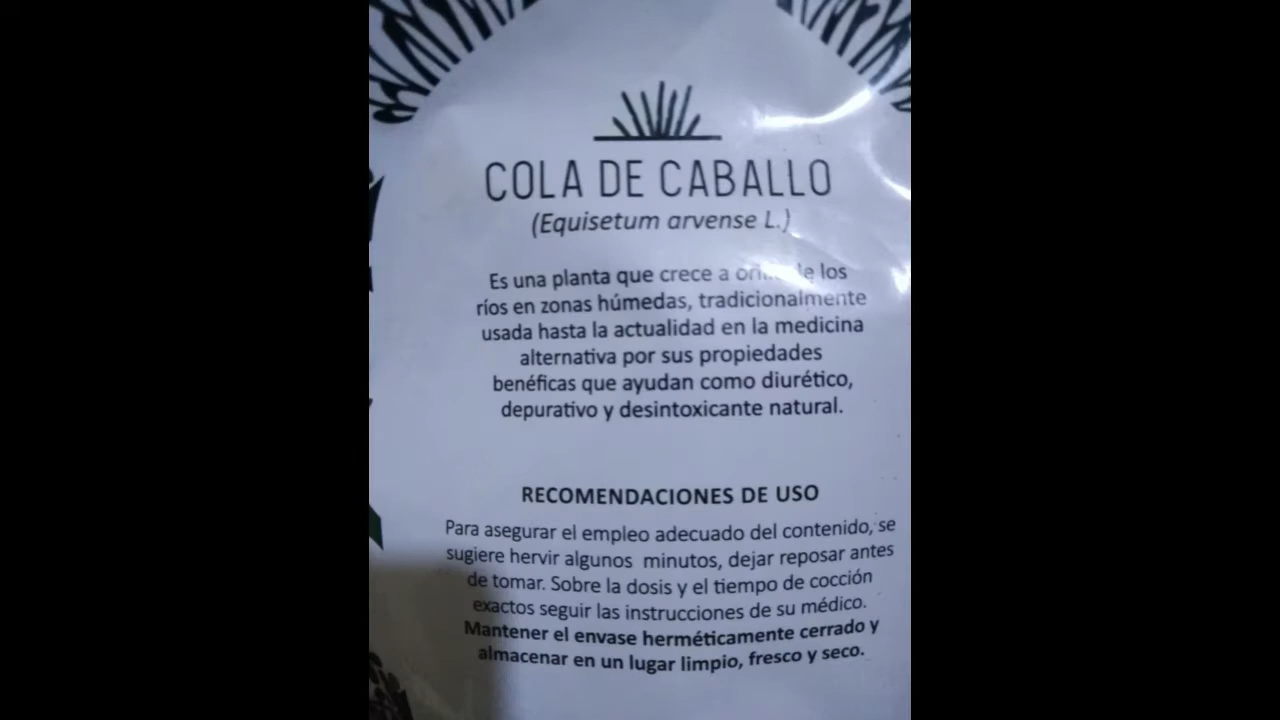 COLA DE CABALLO
(Equisetum arvense L.)
Es una planta que crece a los
ríos en zonas húmedas, tradicionalmente
usada hasta la actualidad en la medicina
alternativa por sus propiedades
benéficas que ayudan como diurético,
depurativo y desintoxicante natural.
RECOMENDACIONES DE USO
Para asegurar el empleo adecuado del contenido, se
sugiere hervir algunos minutos, dejar reposar antes
de tomar. Sobre la dosis y el tiempo de cocción
exactos seguir las instrucciones de su médico.
Mantener el envase herméticamente cerrado y
almacenar en un lugar limpio, fresco y seco.